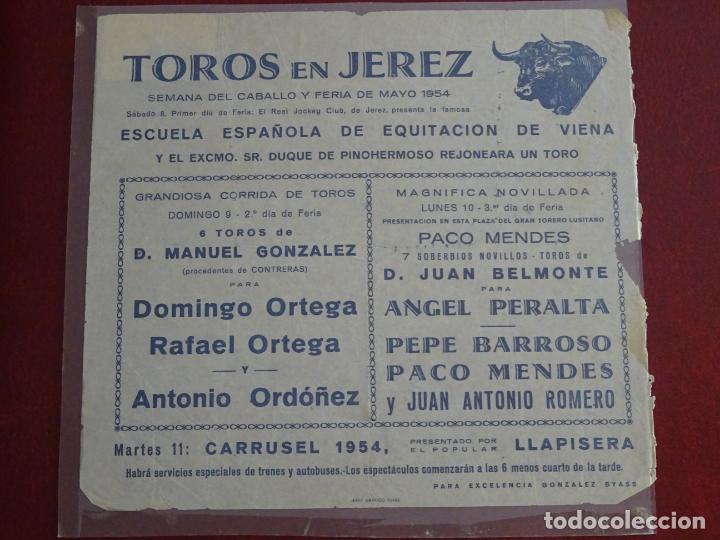 TOROS EN JEREZ
SEMANA DEL CABALLO Y FERIA DE MAYO 1954
Sábado 8. Primer día de Feria: El Real Jockey Club, de Jerez, presenta la famosa
ESCUELA ESPAÑOLA DE EQUITACION DE VIENA
Y EL EXCMO. SR. DUQUE DE PINOHERMOSO REJONEARA UN TORO
GRANDIOSA CORRIDA DE TOROS
DOMINGO 9 - 2.º día de Feria
6 TOROS de
D. MANUEL GONZALEZ
(procedentes de CONTRERAS)
PARA
Domingo Ortega
Rafael Ortega
— Y —
Antonio Ordóñez
MAGNIFICA NOVILLADA
LUNES 10 - 3.er día de Feria
PRESENTACION EN ESTA PLAZA DEL GRAN TORERO LUSITANO
PACO MENDES
7 SOBERBIOS NOVILLOS - TOROS de
D. JUAN BELMONTE
PARA
ANGEL PERALTA
PEPE BARROSO
PACO MENDES
y JUAN ANTONIO ROMERO
Martes 11: CARRUSEL 1954, PRESENTADO POR EL POPULAR LLAPISERA
Habrá servicios especiales de trenes y autobuses.-Los espectáculos comenzarán a las 6 menos cuarto de la tarde.
PARA EXCELENCIA GONZALEZ BYASS
todocoleccion